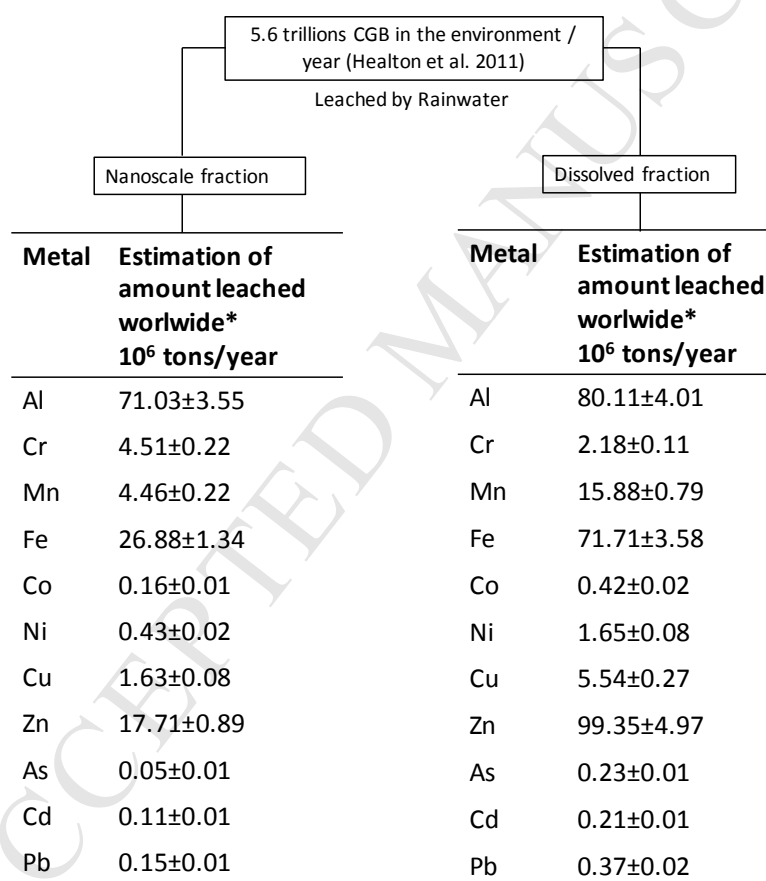 5.6 trillions CGB in the environment /
year (Healton et al. 2011)
Leached by Rainwater
Nanoscale fraction
Metal Estimation of
amount leached
worlwide*
10⁶ tons/year
Al 71.03±3.55
Cr 4.51±0.22
Mn 4.46±0.22
Fe 26.88±1.34
Co 0.16±0.01
Ni 0.43±0.02
Cu 1.63±0.08
Zn 17.71±0.89
As 0.05±0.01
Cd 0.11±0.01
Pb 0.15±0.01
Dissolved fraction
Metal Estimation of
amount leached
worlwide*
10⁶ tons/year
Al 80.11±4.01
Cr 2.18±0.11
Mn 15.88±0.79
Fe 71.71±3.58
Co 0.42±0.02
Ni 1.65±0.08
Cu 5.54±0.27
Zn 99.35±4.97
As 0.23±0.01
Cd 0.21±0.01
Pb 0.37±0.02
CCEPTED MANUSC